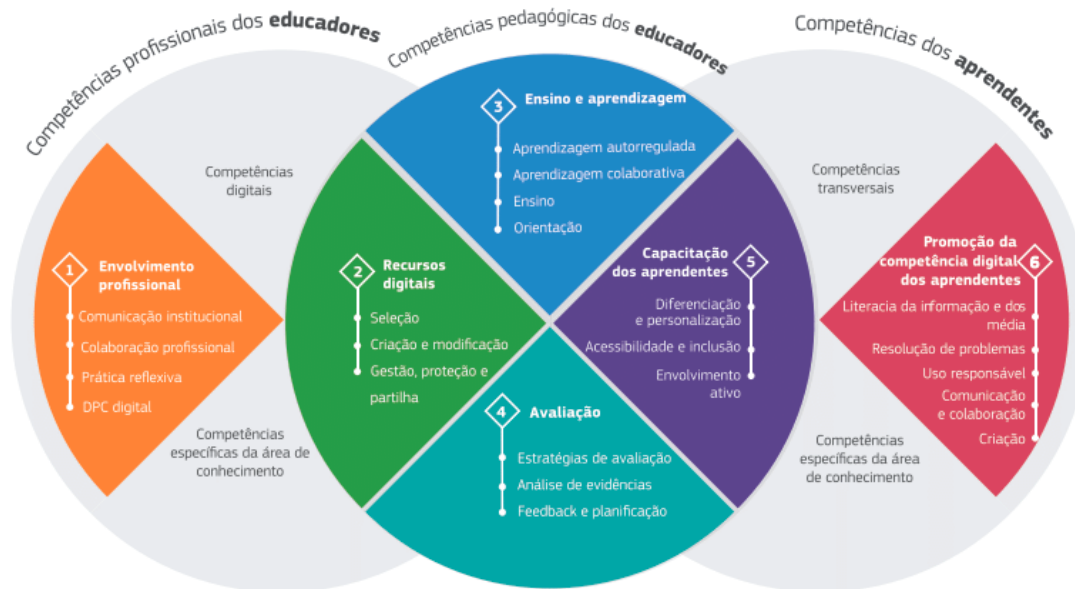 Competências profissionais dos educadores
Competências pedagógicas dos educadores
Competências dos aprendentes
Competências
digitais
Competências
específicas da área de
conhecimento
1
Envolvimento
profissional
Comunicação institucional
Colaboração profissional
Prática reflexiva
DPC digital
2
Recursos
digitais
Seleção
Criação e modificação
Gestão, proteção e
partilha
3
Ensino e aprendizagem
Aprendizagem autorregulada
Aprendizagem colaborativa
Ensino
Orientação
4
Avaliação
Estratégias de avaliação
Análise de evidências
Feedback e planificação
5
Capacitação
dos aprendentes
Diferenciação
e personalização
Acessibilidade e inclusão
Envolvimento
ativo
Competências
transversais
Competências
específicas da área
de conhecimento
6
Promoção da
competência digital
dos aprendentes
Literacia da informação e dos
média
Resolução de problemas
Uso responsável
Comunicação
e colaboração
Criação